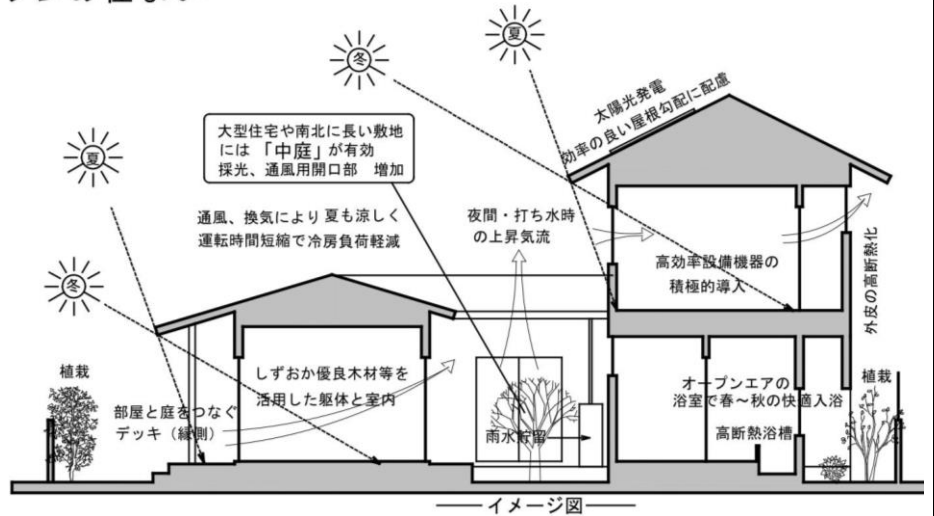 夏
冬
夏
冬
太陽光発電
効率の良い屋根勾配に配慮
大型住宅や南北に長い敷地
には「中庭」が有効
採光、通風用開口部 増加
通風、換気により夏も涼しく
運転時間短縮で冷房負荷軽減
夜間・打ち水時
の上昇気流
高効率設備機器の
積極的導入
外皮の高断熱化
植栽
部屋と庭をつなぐ
デッキ（縁側）
しずおか優良木材等を
活用した躯体と室内
雨水貯留
オープンエアの
浴室で春～秋の快適入浴
高断熱浴槽
植栽
イメージ図